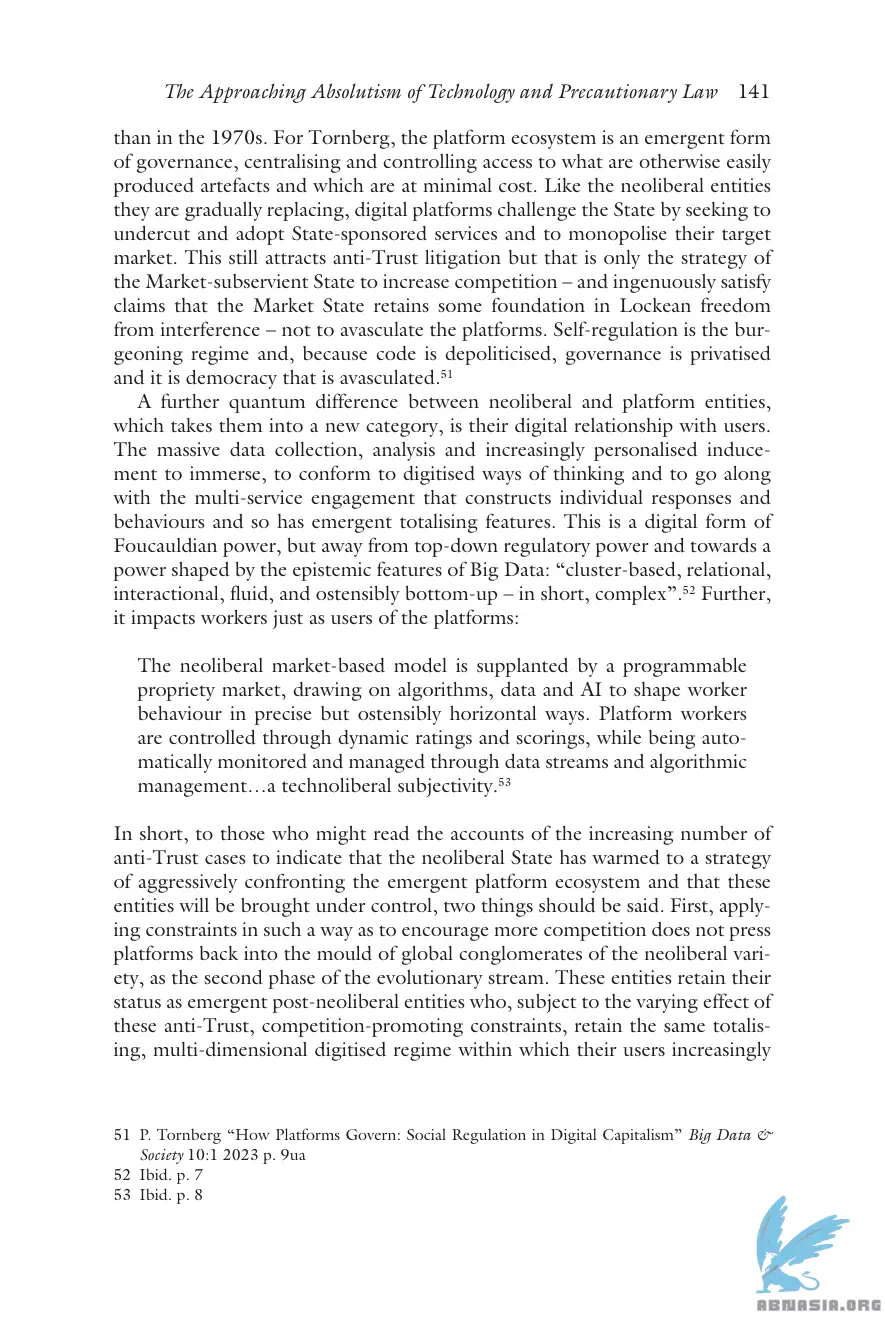 The Approaching Absolutism of Technology and Precautionary Law 141
than in the 1970s. For Tornberg, the platform ecosystem is an emergent form
of governance, centralising and controlling access to what are otherwise easily
produced artefacts and which are at minimal cost. Like the neoliberal entities
they are gradually replacing, digital platforms challenge the State by seeking to
undercut and adopt State-sponsored services and to monopolise their target
market. This still attracts anti-Trust litigation but that is only the strategy of
the Market-subservient State to increase competition – and ingenuously satisfy
claims that the Market State retains some foundation in Lockean freedom
from interference – not to avasculate the platforms. Self-regulation is the bur-
geoning regime and, because code is depoliticised, governance is privatised
and it is democracy that is avasculated.⁵¹
A further quantum difference between neoliberal and platform entities,
which takes them into a new category, is their digital relationship with users.
The massive data collection, analysis and increasingly personalised induce-
ment to immerse, to conform to digitised ways of thinking and to go along
with the multi-service engagement that constructs individual responses and
behaviours and so has emergent totalising features. This is a digital form of
Foucauldian power, but away from top-down regulatory power and towards a
power shaped by the epistemic features of Big Data: “cluster-based, relational,
interactional, fluid, and ostensibly bottom-up – in short, complex”.⁵² Further,
it impacts workers just as users of the platforms:
The neoliberal market-based model is supplanted by a programmable
propriety market, drawing on algorithms, data and AI to shape worker
behaviour in precise but ostensibly horizontal ways. Platform workers
are controlled through dynamic ratings and scorings, while being auto-
matically monitored and managed through data streams and algorithmic
management…a technoliberal subjectivity.⁵³
In short, to those who might read the accounts of the increasing number of
anti-Trust cases to indicate that the neoliberal State has warmed to a strategy
of aggressively confronting the emergent platform ecosystem and that these
entities will be brought under control, two things should be said. First, apply-
ing constraints in such a way as to encourage more competition does not press
platforms back into the mould of global conglomerates of the neoliberal vari-
ety, as the second phase of the evolutionary stream. These entities retain their
status as emergent post-neoliberal entities who, subject to the varying effect of
these anti-Trust, competition-promoting constraints, retain the same totalis-
ing, multi-dimensional digitised regime within which their users increasingly
51 P. Tornberg “How Platforms Govern: Social Regulation in Digital Capitalism” Big Data &
Society 10:1 2023 p. 9ua
52 Ibid. p. 7
53 Ibid. p. 8
ABNASIA.ORG